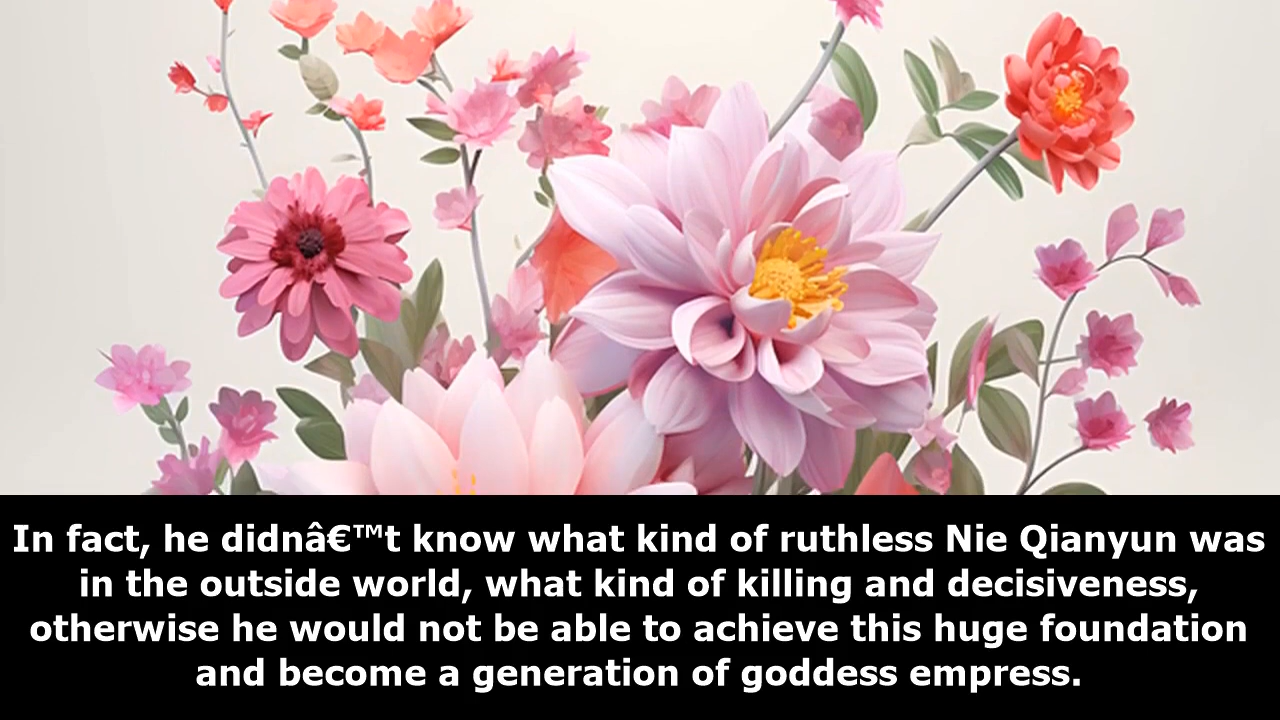 In fact, he didnâ€™t know what kind of ruthless Nie Qianyun was
in the outside world, what kind of killing and decisiveness,
otherwise he would not be able to achieve this huge foundation
and become a generation of goddess empress.